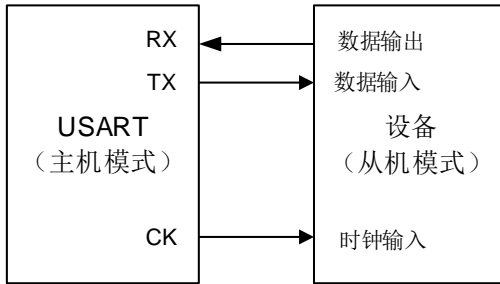 RX
TX
USART
（主机模式）
CK
数据输出
数据输入
设备
（从机模式）
时钟输入